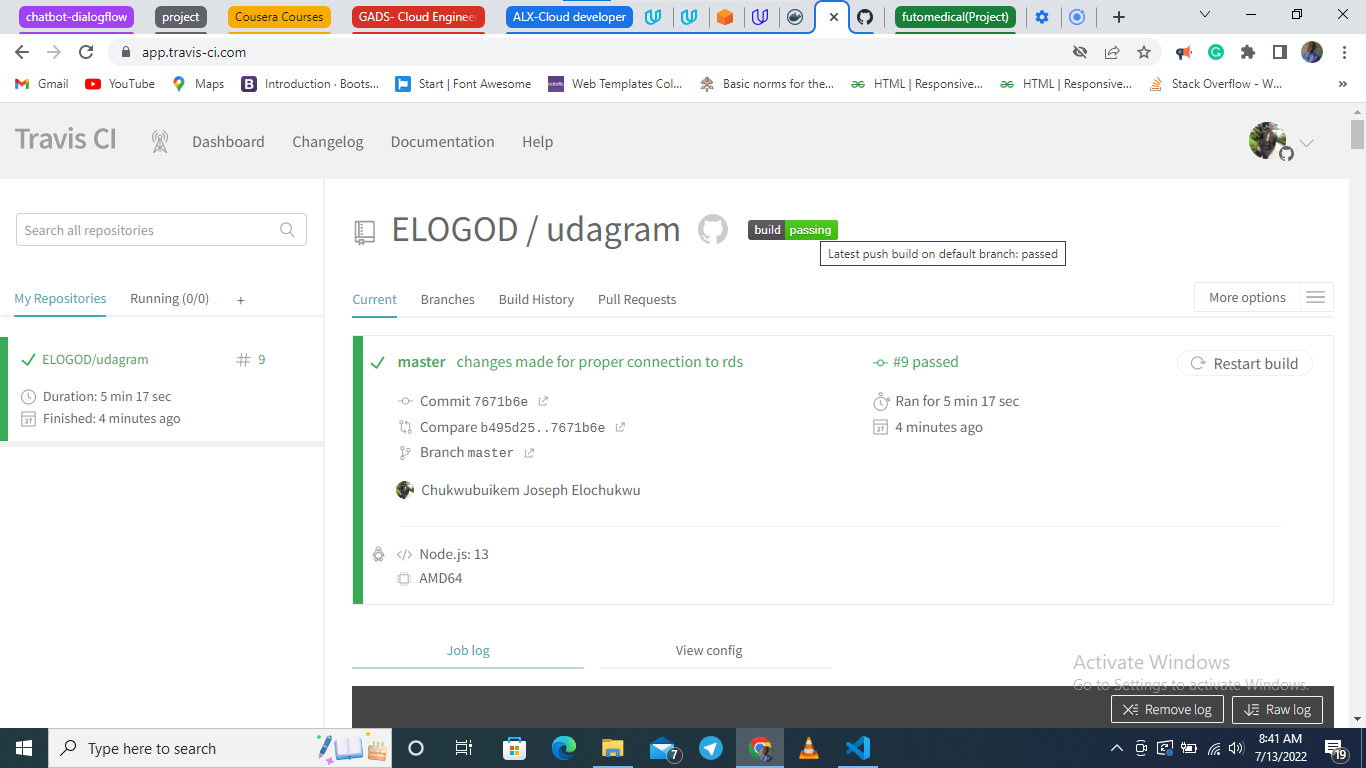 chatbot-dialogflow project Cousera Courses GADS- Cloud Enginee ALX-Cloud developer futomedical(Project)
app.travis-ci.com
Gmail YouTube Maps Introduction · Boots... Start | Font Awesome Web Templates Col... Basic norms for the... HTML | Responsive... HTML | Responsive... Stack Overflow - W... »
Travis CI Dashboard Changelog Documentation Help
Search all repositories
My Repositories Running (0/0) +
ELOGOD/udagram # 9
Duration: 5 min 17 sec
Finished: 4 minutes ago
ELOGOD / udagram build passing
Latest push build on default branch: passed
Current Branches Build History Pull Requests More options
master changes made for proper connection to rds #9 passed Restart build
Commit 7671b6e Ran for 5 min 17 sec
Compare b495d25..7671b6e 4 minutes ago
Branch master
Chukwubuikem Joseph Elochukwu
</> Node.js: 13
AMD64
Job log View config
Activate Windows
Go to Settings to activate Windows.
Remove log Raw log
Type here to search 7 8:41 AM
7/13/2022 19